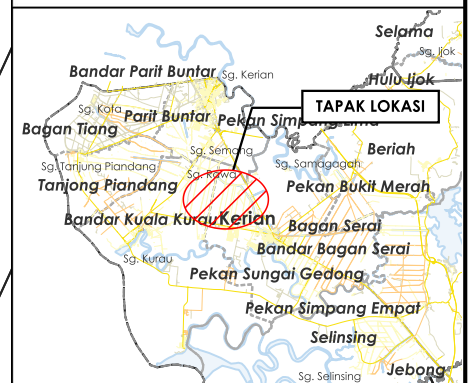 Selama
Sg. Ijok
Bandar Parit Buntar
Sg. Kerian
Hulu Ijok
TAPAK LOKASI
Sg. Kota
Parit Buntar
Pekan Simpang Lima
Bagan Tiang
Sg. Semang
Beriah
Sg. Tanjung Piandang
Sg. Rawa
Sg. Samagagah
Tanjong Piandang
Pekan Bukit Merah
Bandar Kuala Kurau
Kerian
Bagan Serai
Bandar Bagan Serai
Sg. Kurau
Pekan Sungai Gedong
Pekan Simpang Empat
Selinsing
Jebong
Sg. Selinsing